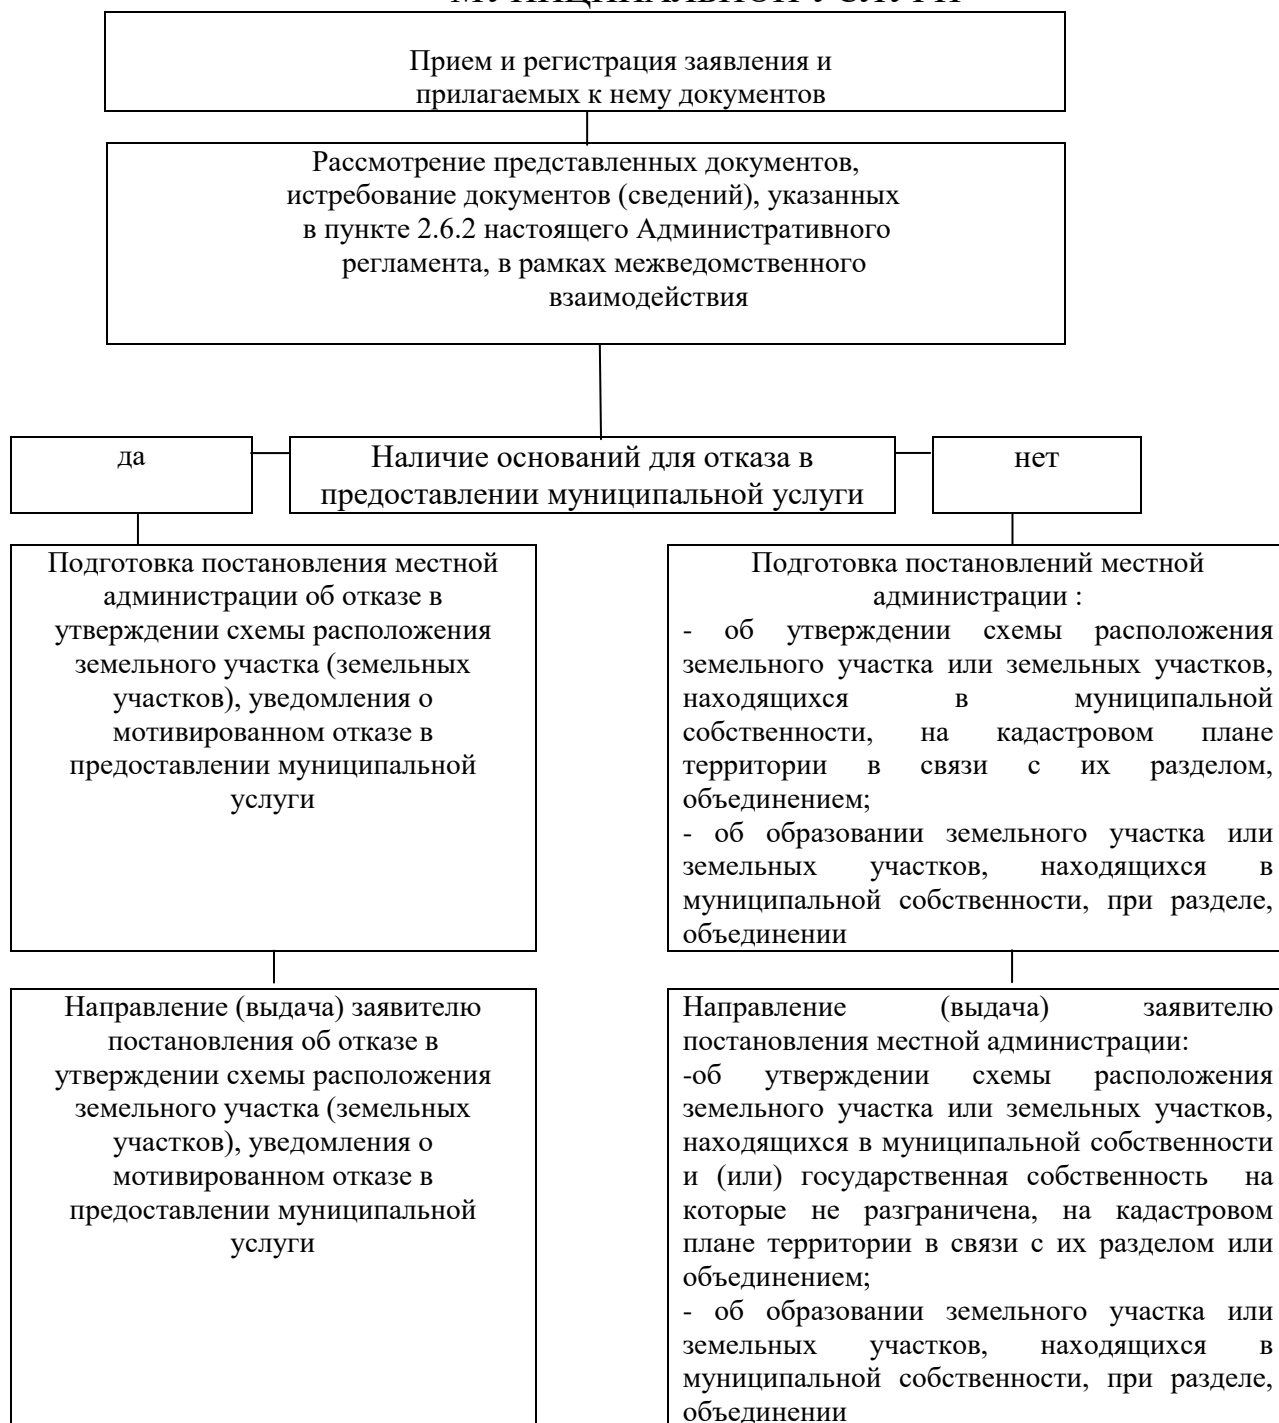 МУНИЦИПАЛЬНОЙ УСЛУГИ
Прием и регистрация заявления и
прилагаемых к нему документов
Рассмотрение представленных документов,
истребование документов (сведений), указанных
в пункте 2.6.2 настоящего Административного
регламента, в рамках межведомственного
взаимодействия
да
Наличие оснований для отказа в
предоставлении муниципальной услуги
нет
Подготовка постановления местной
администрации об отказе в
утверждении схемы расположения
земельного участка (земельных
участков), уведомления о
мотивированном отказе в
предоставлении муниципальной
услуги
Подготовка постановлений местной
администрации :
- об утверждении схемы расположения
земельного участка или земельных участков,
находящихся в муниципальной
собственности, на кадастровом плане
территории в связи с их разделом,
объединением;
- об образовании земельного участка или
земельных участков, находящихся в
муниципальной собственности, при разделе,
объединении
Направление (выдача) заявителю
постановления об отказе в
утверждении схемы расположения
земельного участка (земельных
участков), уведомления о
мотивированном отказе в
предоставлении муниципальной
услуги
Направление (выдача) заявителю
постановления местной администрации:
-об утверждении схемы расположения
земельного участка или земельных участков,
находящихся в муниципальной собственности
и (или) государственная собственность на
которые не разграничена, на кадастровом
плане территории в связи с их разделом или
объединением;
- об образовании земельного участка или
земельных участков, находящихся в
муниципальной собственности, при разделе,
объединении